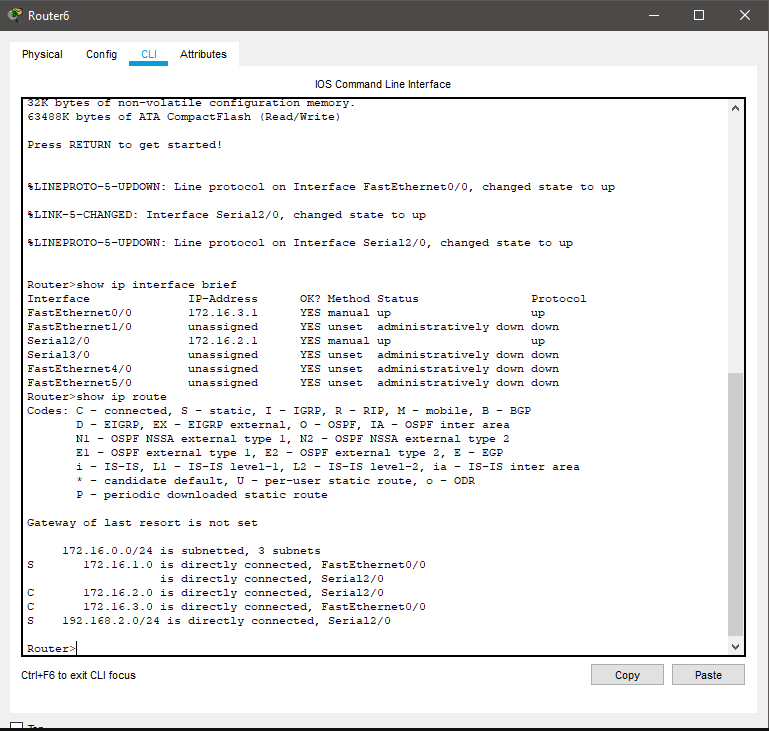 Router6
Physical Config CLI Attributes
IOS Command Line Interface
32K bytes of non-volatile configuration memory.
63488K bytes of ATA CompactFlash (Read/Write)
Press RETURN to get started!
%LINEPROTO-5-UPDOWN: Line protocol on Interface FastEthernet0/0, changed state to up
%LINK-5-CHANGED: Interface Serial2/0, changed state to up
%LINEPROTO-5-UPDOWN: Line protocol on Interface Serial2/0, changed state to up
Router>show ip interface brief
Interface IP-Address OK? Method Status Protocol
FastEthernet0/0 172.16.3.1 YES manual up up
FastEthernet1/0 unassigned YES unset administratively down down
Serial2/0 172.16.2.1 YES manual up up
Serial3/0 unassigned YES unset administratively down down
FastEthernet4/0 unassigned YES unset administratively down down
FastEthernet5/0 unassigned YES unset administratively down down
Router>show ip route
Codes: C - connected, S - static, I - IGRP, R - RIP, M - mobile, B - BGP
D - EIGRP, EX - EIGRP external, O - OSPF, IA - OSPF inter area
N1 - OSPF NSSA external type 1, N2 - OSPF NSSA external type 2
E1 - OSPF external type 1, E2 - OSPF external type 2, E - EGP
i - IS-IS, L1 - IS-IS level-1, L2 - IS-IS level-2, ia - IS-IS inter area
* - candidate default, U - per-user static route, o - ODR
P - periodic downloaded static route
Gateway of last resort is not set
172.16.0.0/24 is subnetted, 3 subnets
S 172.16.1.0 is directly connected, FastEthernet0/0
is directly connected, Serial2/0
C 172.16.2.0 is directly connected, Serial2/0
C 172.16.3.0 is directly connected, FastEthernet0/0
S 192.168.2.0/24 is directly connected, Serial2/0
Router>
Ctrl+F6 to exit CLI focus
Copy Paste